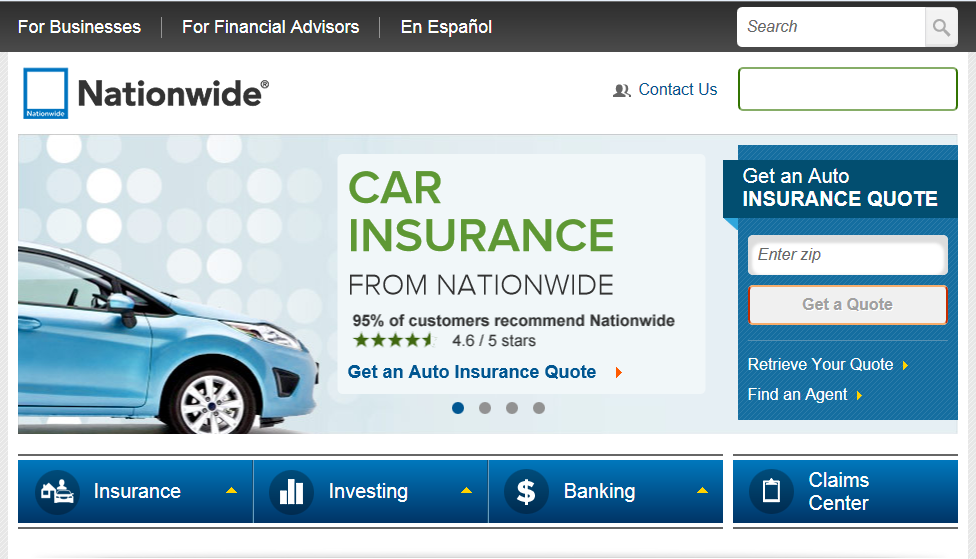 For Businesses
For Financial Advisors
En Español
Search
Nationwide
Nationwide®
Contact Us
CAR
INSURANCE
FROM NATIONWIDE
95% of customers recommend Nationwide
4.6 / 5 stars
Get an Auto Insurance Quote
Get an Auto
INSURANCE QUOTE
Enter zip
Get a Quote
Retrieve Your Quote
Find an Agent
Insurance
Investing
$
Banking
Claims
Center